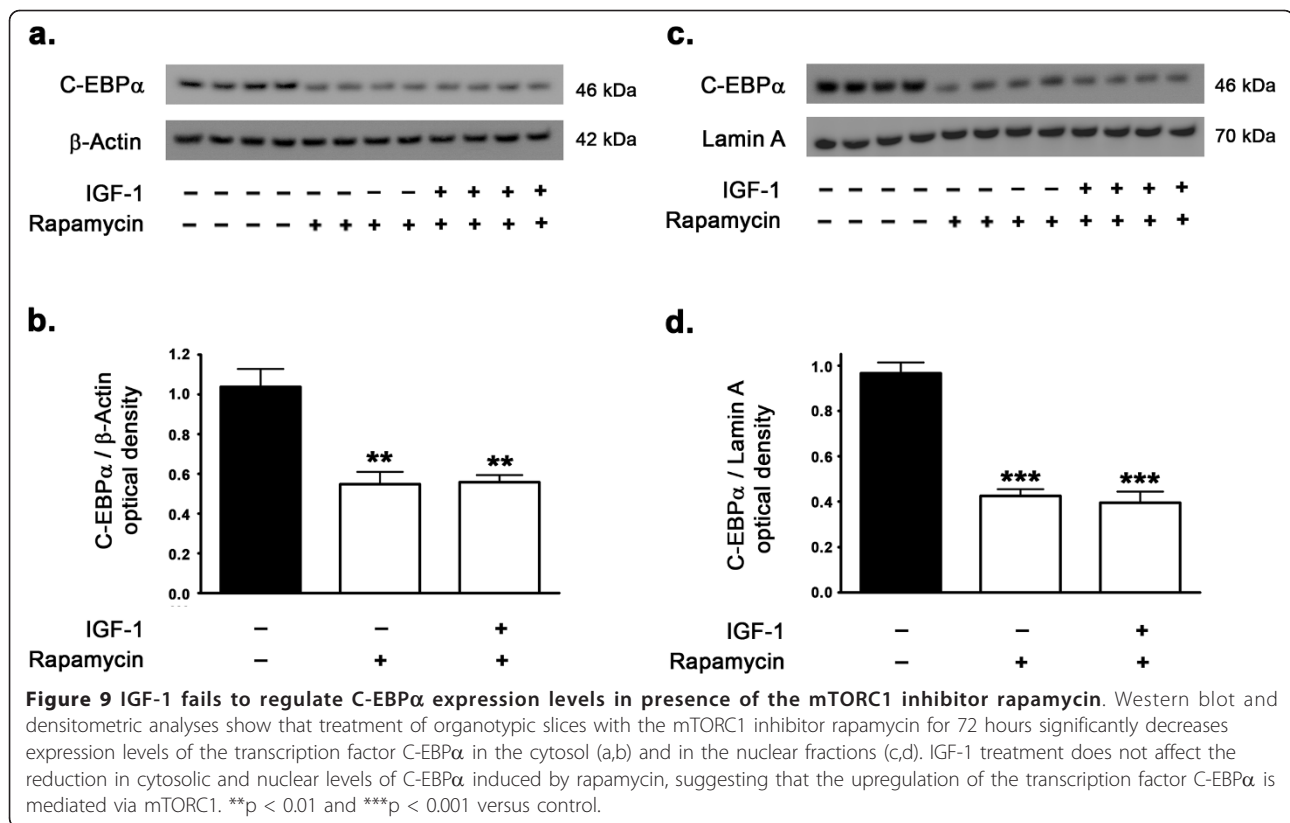 a.
C-EBPα 46 kDa
β-Actin 42 kDa
IGF-1 – – – – – – – – + + + +
Rapamycin – – – – + + + + + + + +
c.
C-EBPα 46 kDa
Lamin A 70 kDa
IGF-1 – – – – – – – – + + + +
Rapamycin – – – – + + + + + + + +
b.
C-EBPα / β-Actin
optical density
1.2
1.0
0.8
0.6
0.4
0.2
0.0
** **
IGF-1 – – +
Rapamycin – + +
d.
C-EBPα / Lamin A
optical density
1.0
0.8
0.6
0.4
0.2
0.0
*** ***
IGF-1 – – +
Rapamycin – + +
Figure 9 IGF-1 fails to regulate C-EBPα expression levels in presence of the mTORC1 inhibitor rapamycin. Western blot and
densitometric analyses show that treatment of organotypic slices with the mTORC1 inhibitor rapamycin for 72 hours significantly decreases
expression levels of the transcription factor C-EBPα in the cytosol (a,b) and in the nuclear fractions (c,d). IGF-1 treatment does not affect the
reduction in cytosolic and nuclear levels of C-EBPα induced by rapamycin, suggesting that the upregulation of the transcription factor C-EBPα is
mediated via mTORC1. **p < 0.01 and ***p < 0.001 versus control.